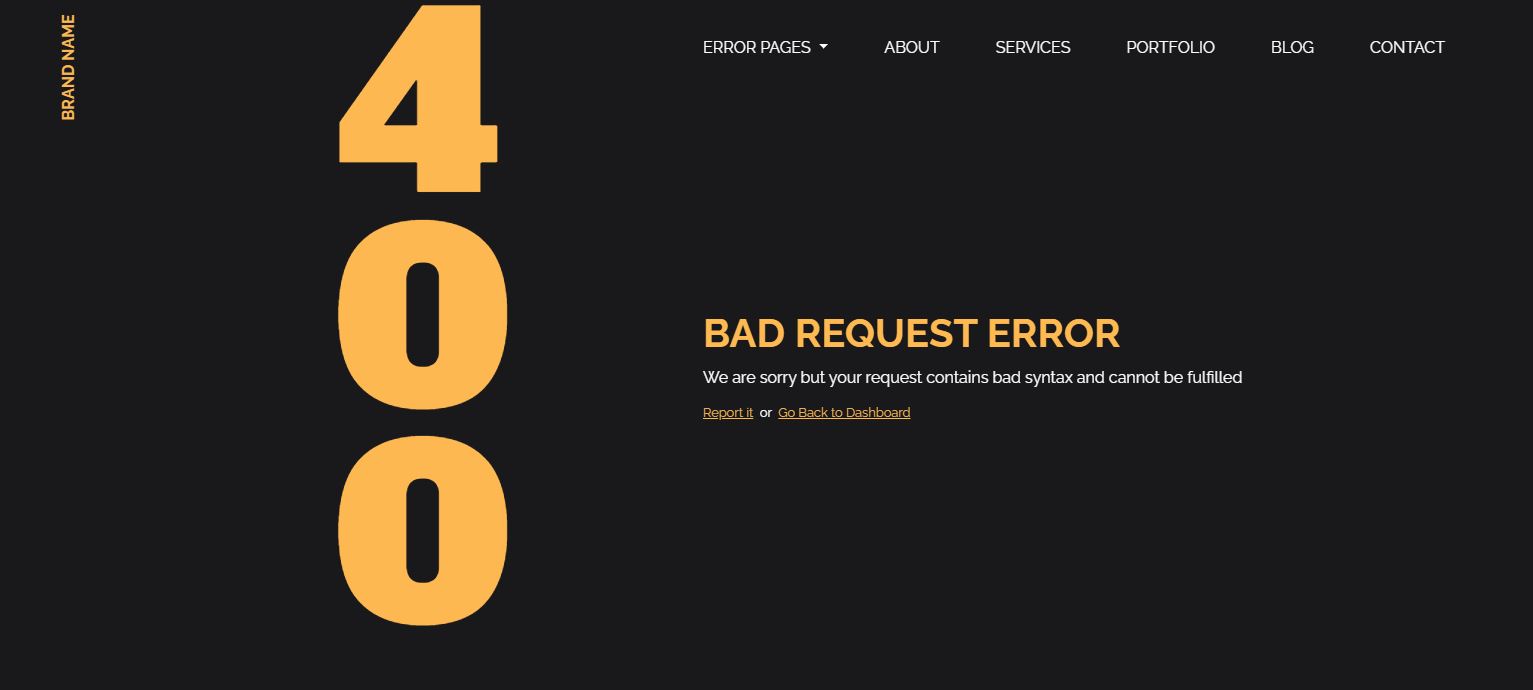 BRAND NAME
4
0
0
ERROR PAGES ABOUT SERVICES PORTFOLIO BLOG CONTACT
BAD REQUEST ERROR
We are sorry but your request contains bad syntax and cannot be fulfilled
Report it or Go Back to Dashboard